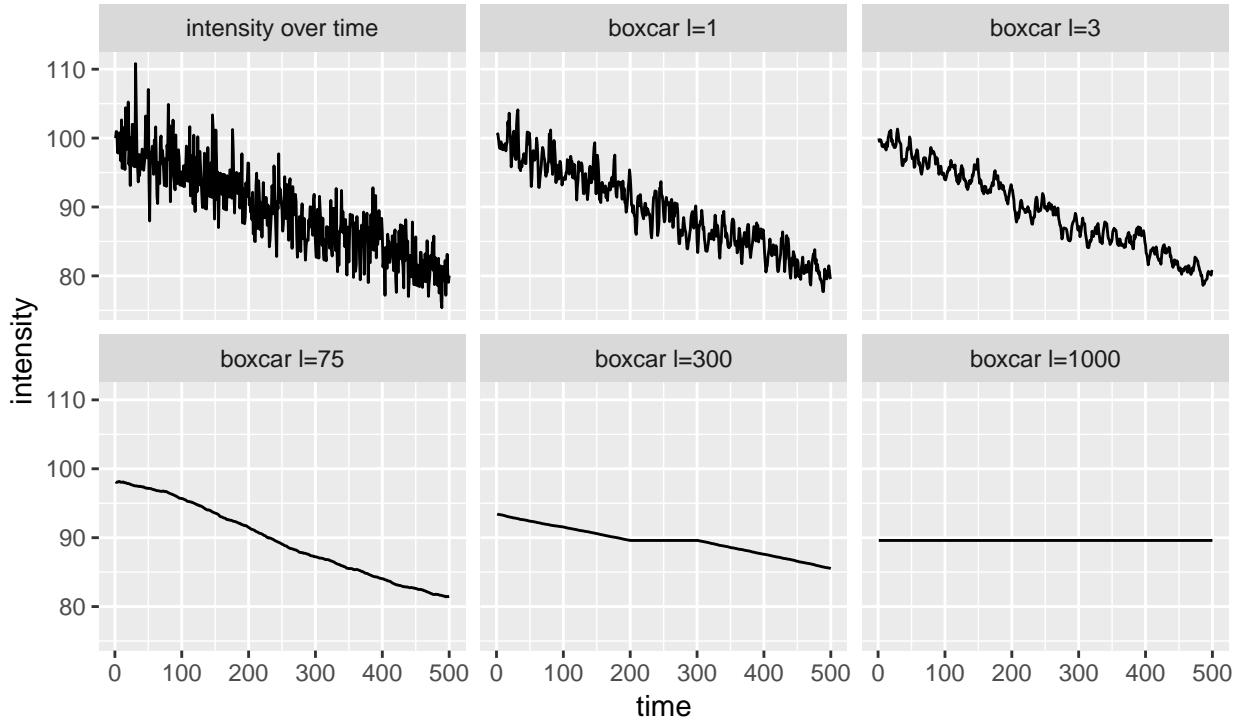 intensity over time
boxcar l=1
boxcar l=3
110
100
90
80
boxcar l=75
boxcar l=300
boxcar l=1000
110
100
90
80
0 100 200 300 400 500
0 100 200 300 400 500
0 100 200 300 400 500
time
intensity